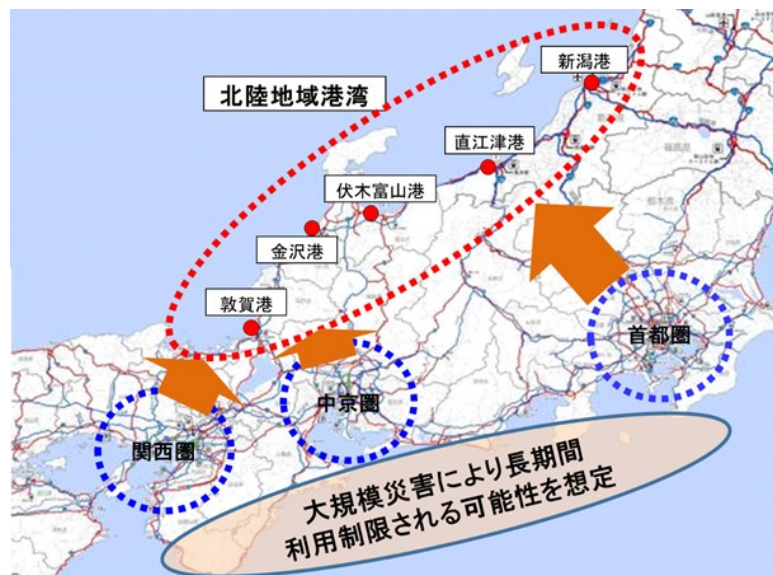 新潟港
北陸地域港湾
直江津港
伏木富山港
金沢港
敦賀港
首都圏
中京圏
関西圏
大規模災害により長期間
利用制限される可能性を想定